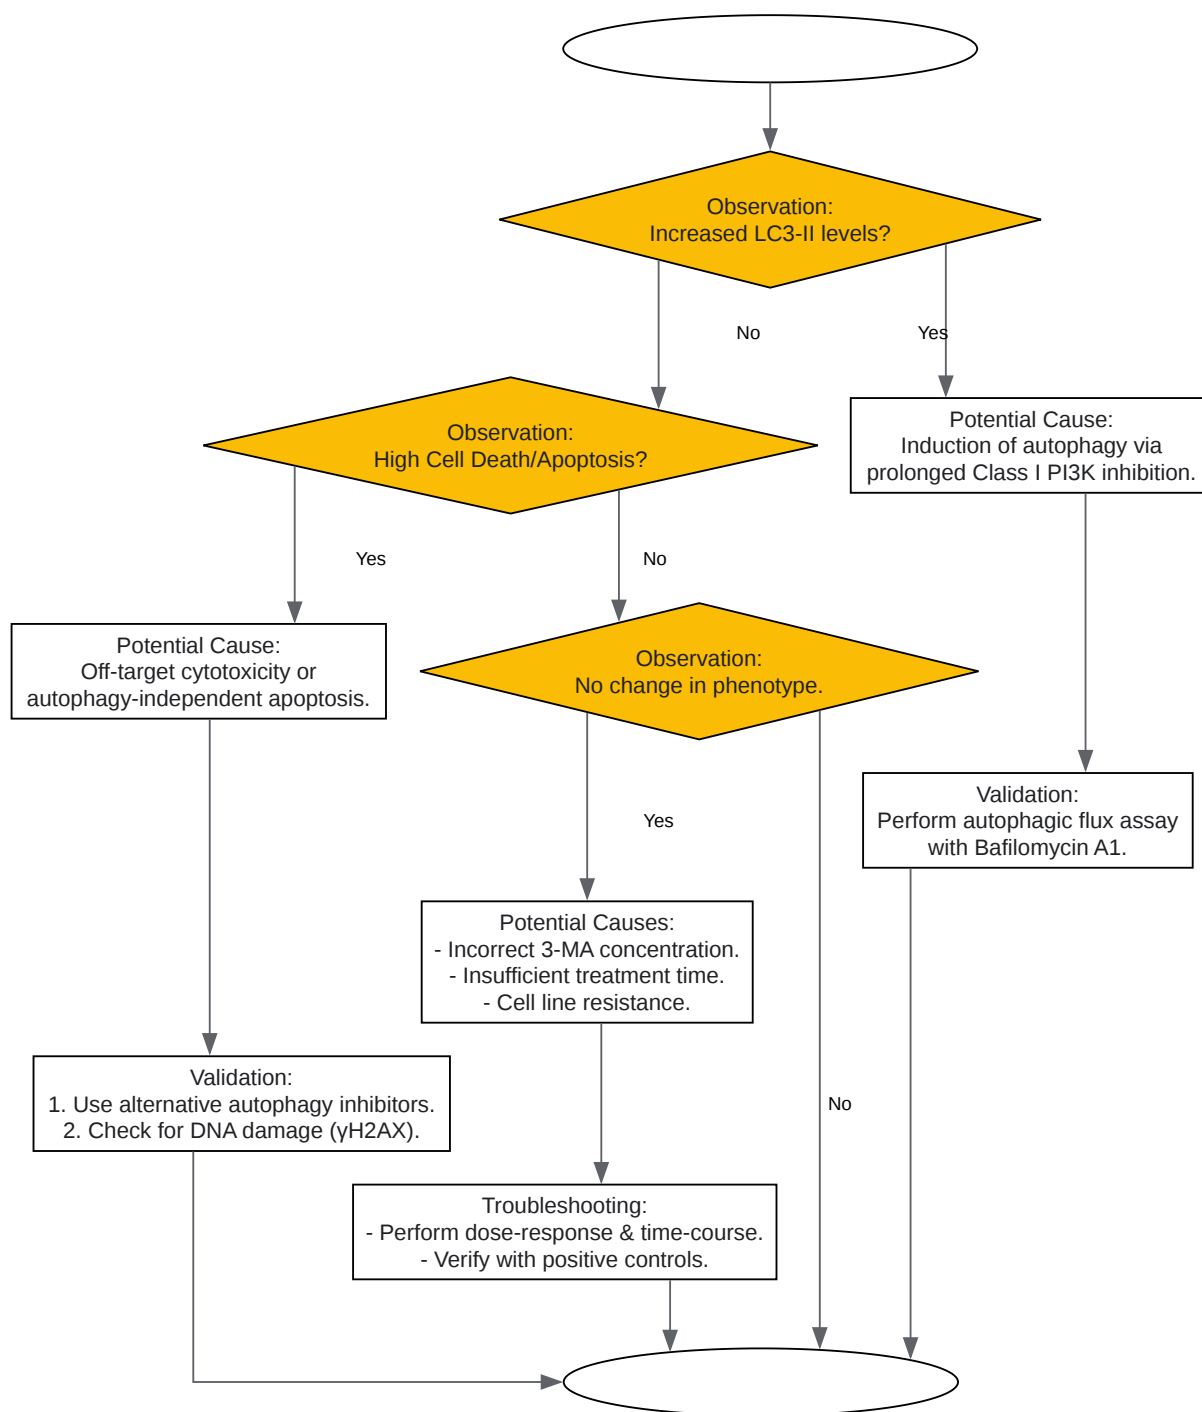 Observation:
Increased LC3-II levels?
No
Yes
Observation:
High Cell Death/Apoptosis?
Potential Cause:
Induction of autophagy via
prolonged Class I PI3K inhibition.
Yes
No
Potential Cause:
Off-target cytotoxicity or
autophagy-independent apoptosis.
Observation:
No change in phenotype.
Validation:
Perform autophagic flux assay
with Bafilomycin A1.
Yes
Potential Causes:
- Incorrect 3-MA concentration.
- Insufficient treatment time.
- Cell line resistance.
No
Validation:
1. Use alternative autophagy inhibitors.
2. Check for DNA damage (γH2AX).
Troubleshooting:
- Perform dose-response & time-course.
- Verify with positive controls.